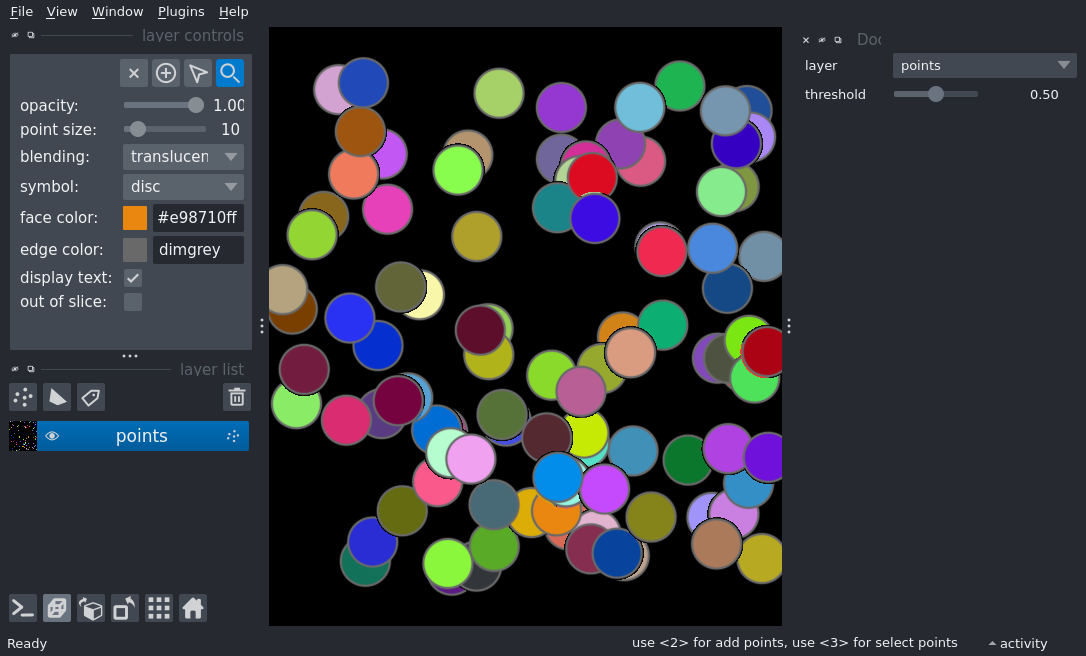 File View Window Plugins Help
layer controls
opacity: 1.00
point size: 10
blending: translucen
symbol: disc
face color: #e98710ff
edge color: dimgrey
display text:
out of slice:
layer list
points
Doc
layer points
threshold 0.50
Ready use <2> for add points, use <3> for select points activity